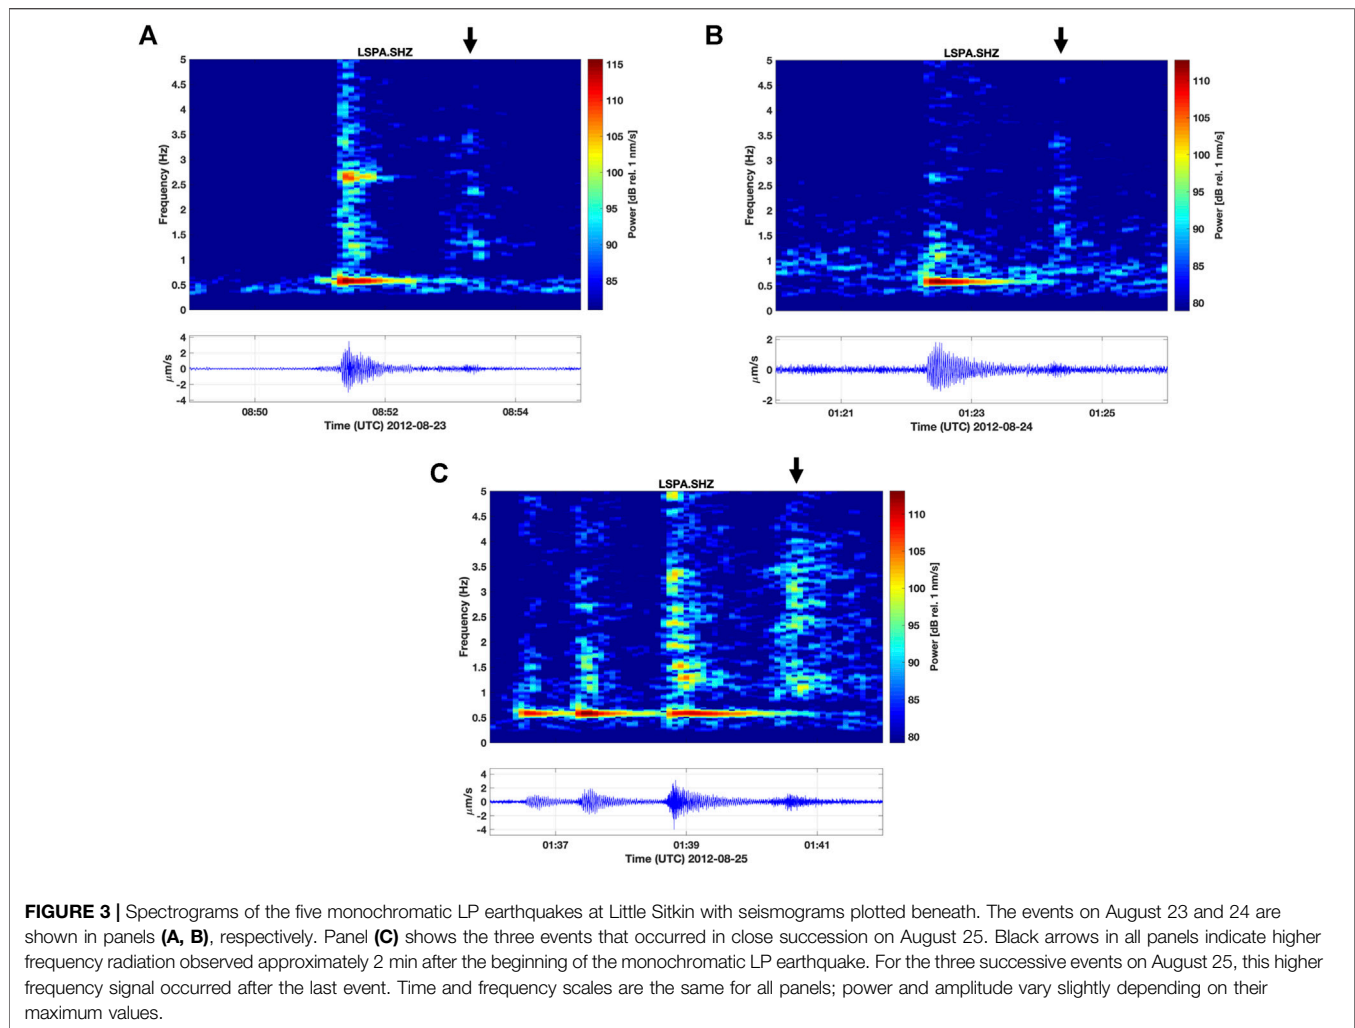 A
LSPA.SHZ
5
4.5
4
3.5
3
2.5
2
1.5
1
0.5
0
Frequency (Hz)
115
110
105
100
95
90
85
Power [dB rel. 1 nm/s]
4
2
0
-2
-4
µm/s
08:50 08:52 08:54
Time (UTC) 2012-08-23
B
LSPA.SHZ
5
4.5
4
3.5
3
2.5
2
1.5
1
0.5
0
Frequency (Hz)
110
105
100
95
90
85
80
Power [dB rel. 1 nm/s]
2
0
-2
µm/s
01:21 01:23 01:25
Time (UTC) 2012-08-24
C
LSPA.SHZ
5
4.5
4
3.5
3
2.5
2
1.5
1
0.5
0
Frequency (Hz)
110
105
100
95
90
85
80
Power [dB rel. 1 nm/s]
4
2
0
-2
-4
µm/s
01:37 01:39 01:41
Time (UTC) 2012-08-25
FIGURE 3 | Spectrograms of the five monochromatic LP earthquakes at Little Sitkin with seismograms plotted beneath. The events on August 23 and 24 are
shown in panels (A, B), respectively. Panel (C) shows the three events that occurred in close succession on August 25. Black arrows in all panels indicate higher
frequency radiation observed approximately 2 min after the beginning of the monochromatic LP earthquake. For the three successive events on August 25, this higher
frequency signal occurred after the last event. Time and frequency scales are the same for all panels; power and amplitude vary slightly depending on their
maximum values.